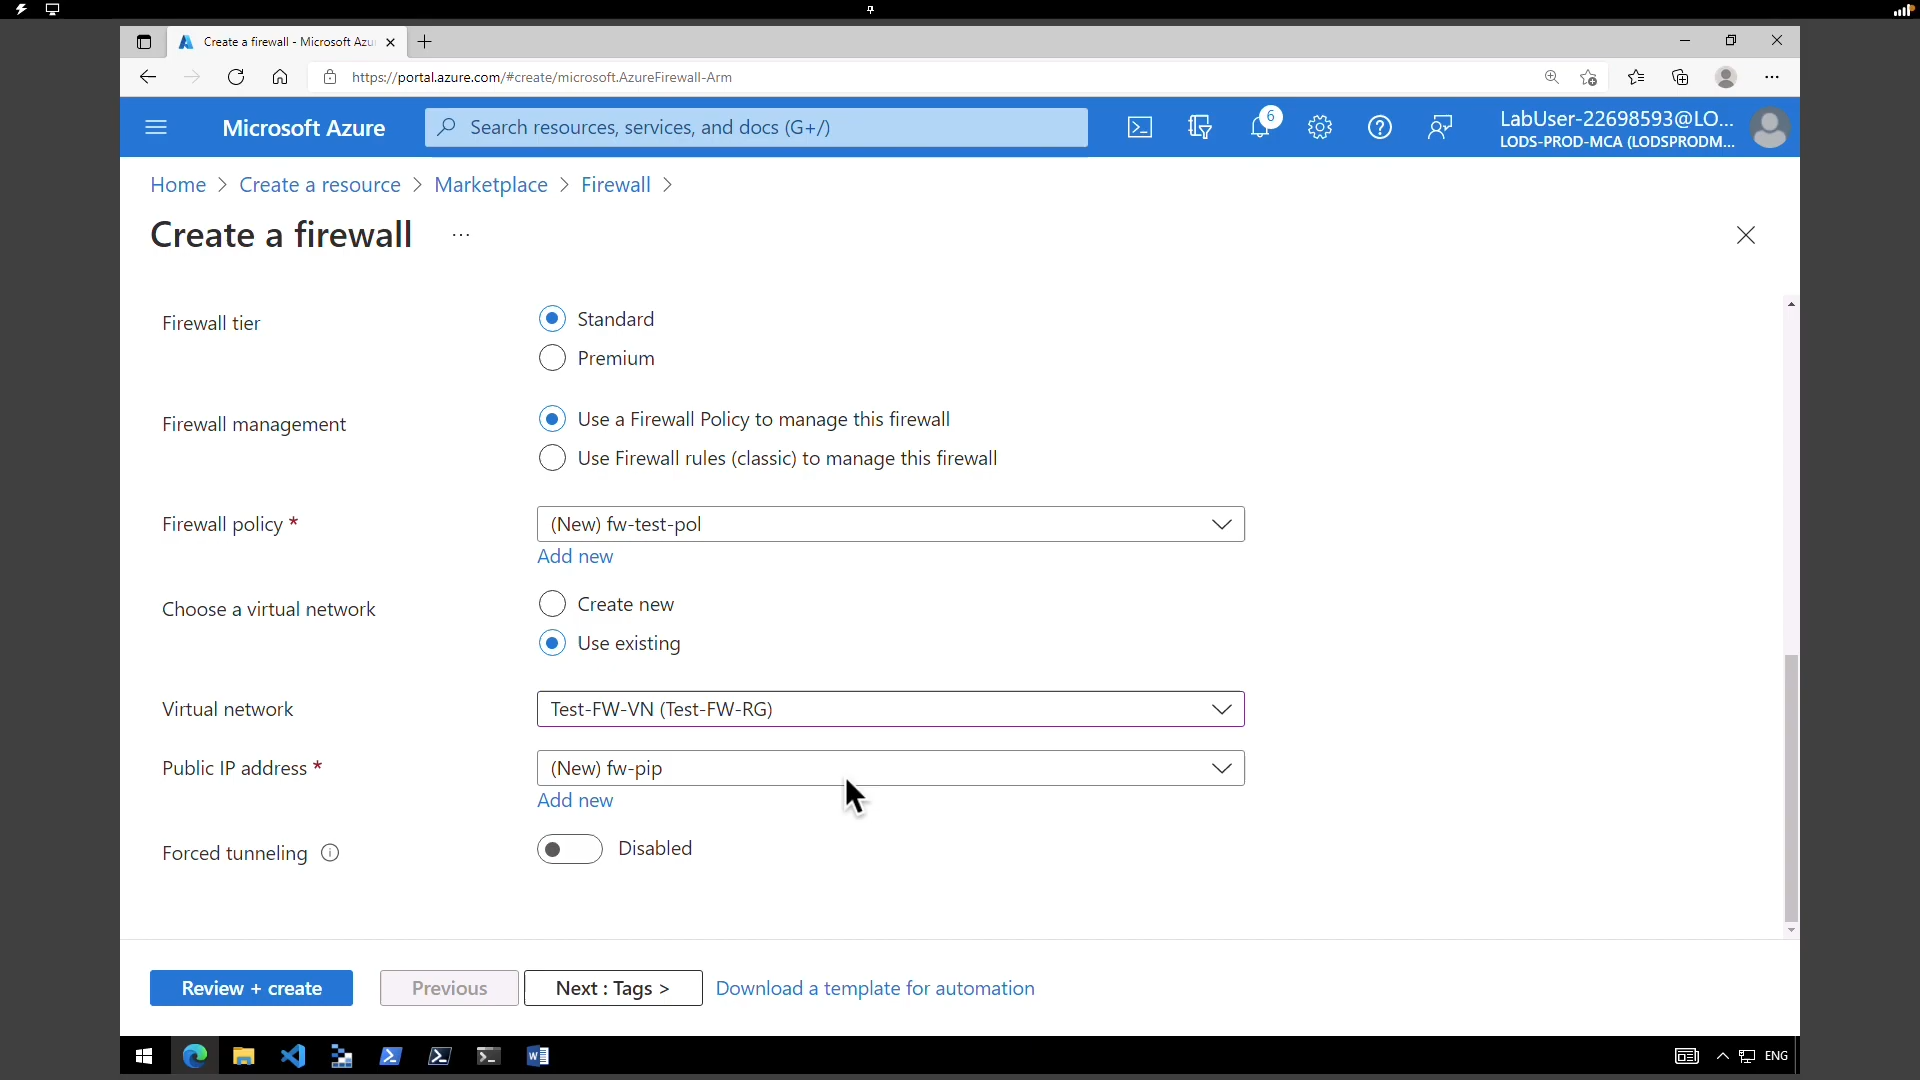 Create a firewall - Microsoft Azu
https://portal.azure.com/#create/microsoft.AzureFirewall-Arm
Microsoft Azure
Search resources, services, and docs (G+/)
6
LabUser-22698593@LO...
LODS-PROD-MCA (LODSPRODM...
Home > Create a resource > Marketplace > Firewall >
Create a firewall ...
Firewall tier
Standard
Premium
Firewall management
Use a Firewall Policy to manage this firewall
Use Firewall rules (classic) to manage this firewall
Firewall policy *
(New) fw-test-pol
Add new
Choose a virtual network
Create new
Use existing
Virtual network
Test-FW-VN (Test-FW-RG)
Public IP address *
(New) fw-pip
Add new
Forced tunneling
Disabled
Review + create
Previous
Next : Tags >
Download a template for automation
ENG